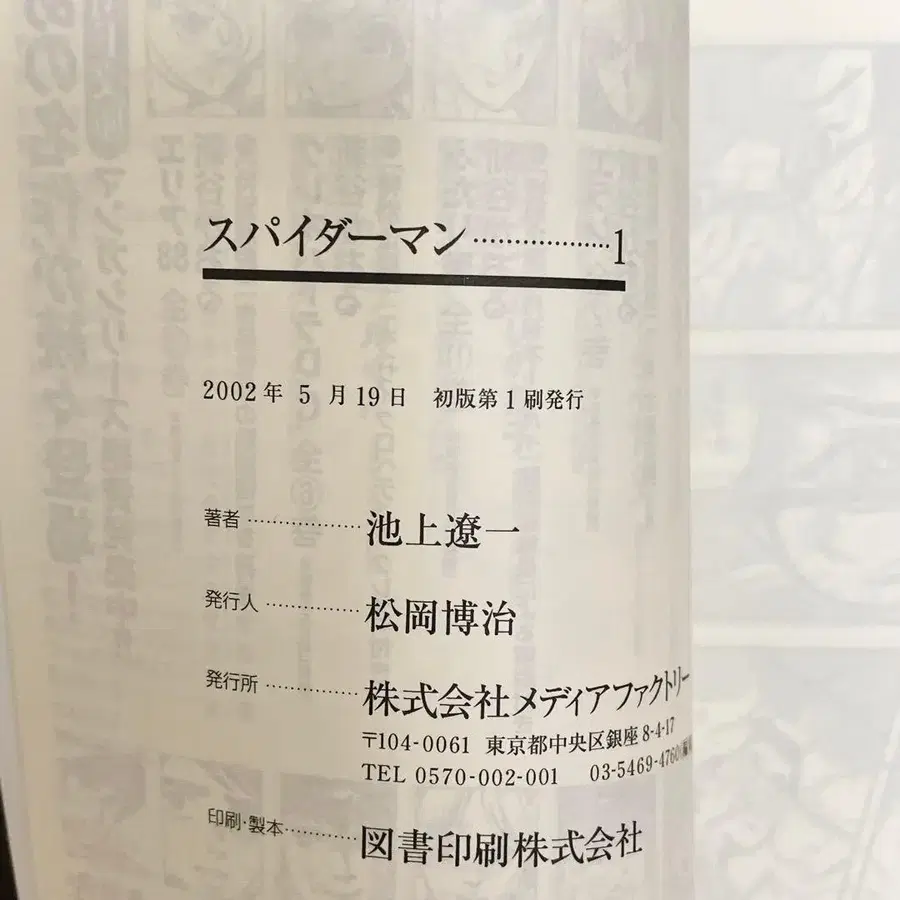 スパイダーマン………………1
2002年 5 月19日　初版第1刷発行
著者………………池上遼一
発行人……………松岡博治
発行所……………株式会社メディアファクトリー
〒104-0061 東京都中央区銀座8-4-17
TEL 0570-002-001　03-5469-4760
印刷・製本…………図書印刷株式会社